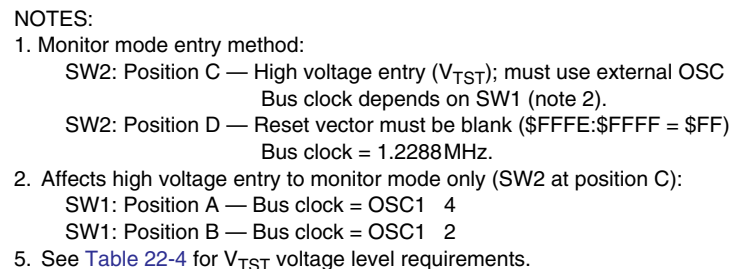 NOTES:
1. Monitor mode entry method:
SW2: Position C — High voltage entry (VTST); must use external OSC
Bus clock depends on SW1 (note 2).
SW2: Position D — Reset vector must be blank ($FFFE:$FFFF = $FF)
Bus clock = 1.2288MHz.
2. Affects high voltage entry to monitor mode only (SW2 at position C):
SW1: Position A — Bus clock = OSC1 4
SW1: Position B — Bus clock = OSC1 2
5. See Table 22-4 for VTST voltage level requirements.